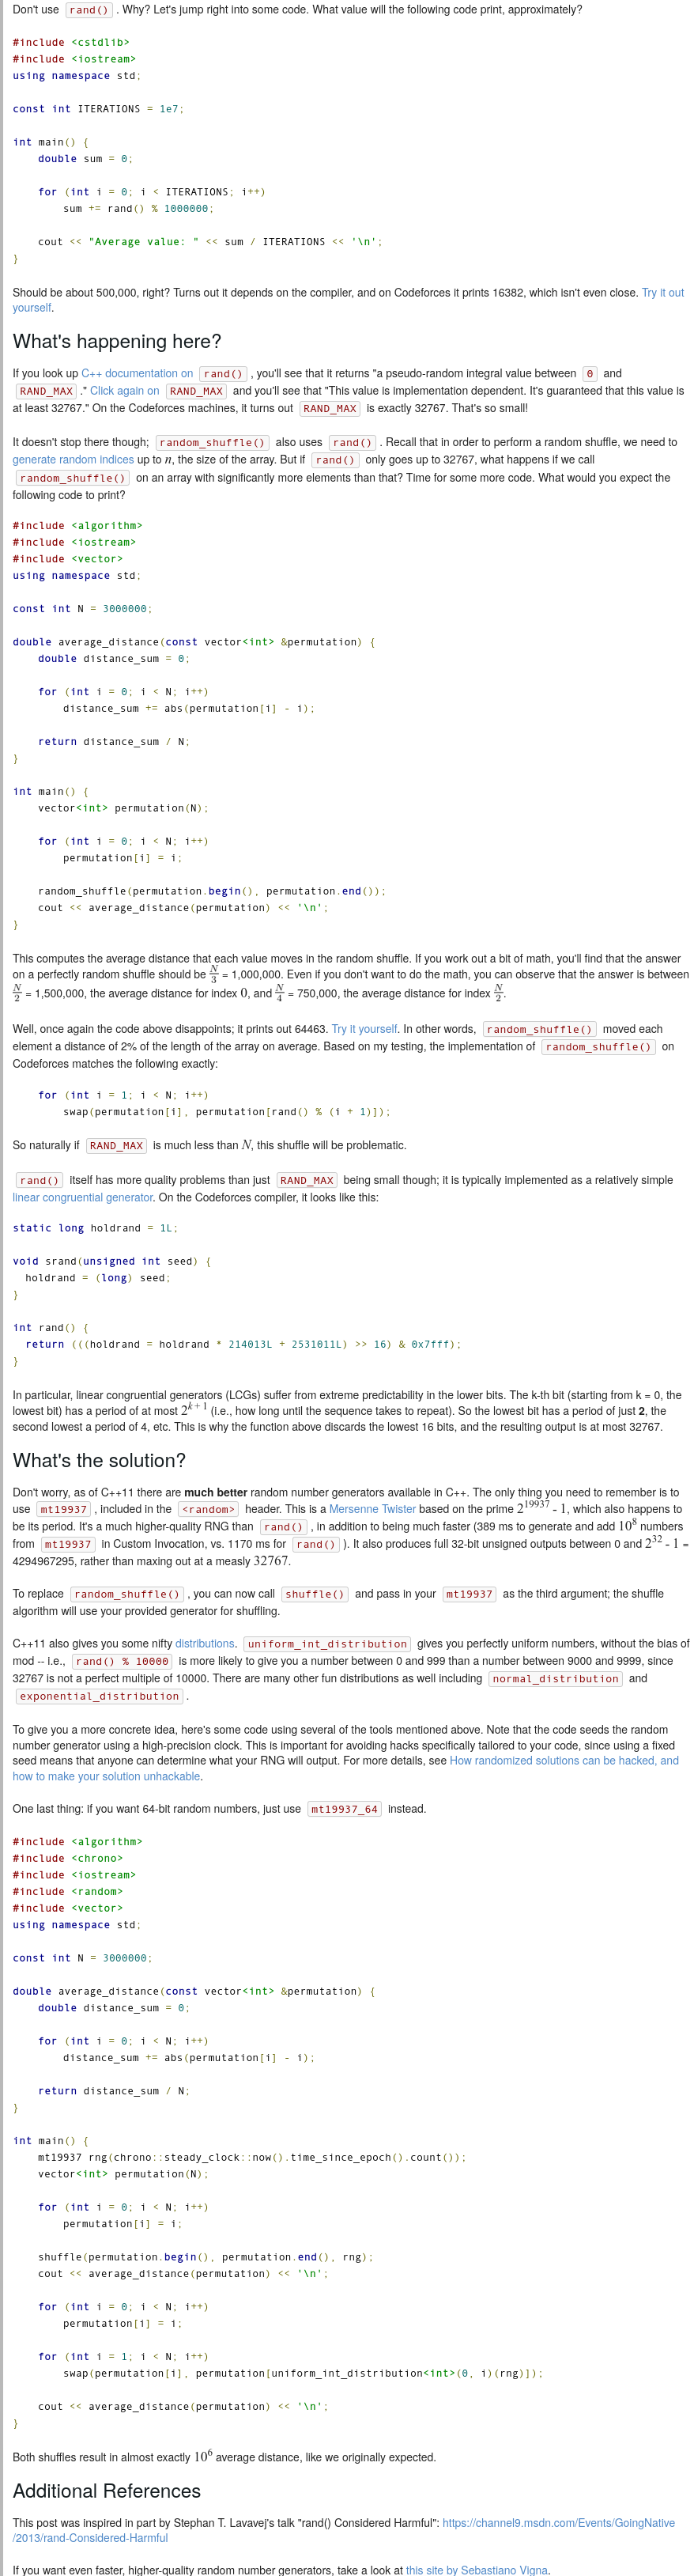 Don't use rand() . Why? Let's jump right into some code. What value will the following code print, approximately?
#include <cstdlib>
#include <iostream>
using namespace std;
const int ITERATIONS = 1e7;
int main() {
double sum = 0;
for (int i = 0; i < ITERATIONS; i++)
sum += rand() % 1000000;
cout << "Average value: " << sum / ITERATIONS << '\n';
}
Should be about 500,000, right? Turns out it depends on the compiler, and on Codeforces it prints 16382, which isn't even close. Try it out
yourself.
What's happening here?
If you look up C++ documentation on rand() , you'll see that it returns "a pseudo-random integral value between 0 and
RAND_MAX ." Click again on RAND_MAX and you'll see that "This value is implementation dependent. It's guaranteed that this value is
at least 32767." On the Codeforces machines, it turns out RAND_MAX is exactly 32767. That's so small!
It doesn't stop there though; random_shuffle() also uses rand() . Recall that in order to perform a random shuffle, we need to
generate random indices up to n, the size of the array. But if rand() only goes up to 32767, what happens if we call
random_shuffle() on an array with significantly more elements than that? Time for some more code. What would you expect the
following code to print?
#include <algorithm>
#include <iostream>
#include <vector>
using namespace std;
const int N = 3000000;
double average_distance(const vector<int> &permutation) {
double distance_sum = 0;
for (int i = 0; i < N; i++)
distance_sum += abs(permutation[i] - i);
return distance_sum / N;
}
int main() {
vector<int> permutation(N);
for (int i = 0; i < N; i++)
permutation[i] = i;
random_shuffle(permutation.begin(), permutation.end());
cout << average_distance(permutation) << '\n';
}
This computes the average distance that each value moves in the random shuffle. If you work out a bit of math, you'll find that the answer
on a perfectly random shuffle should be N/3 = 1,000,000. Even if you don't want to do the math, you can observe that the answer is between
N/2 = 1,500,000, the average distance for index 0, and N/4 = 750,000, the average distance for index N/2.
Well, once again the code above disappoints; it prints out 64463. Try it yourself. In other words, random_shuffle() moved each
element a distance of 2% of the length of the array on average. Based on my testing, the implementation of random_shuffle() on
Codeforces matches the following exactly:
for (int i = 1; i < N; i++)
swap(permutation[i], permutation[rand() % (i + 1)]);
So naturally if RAND_MAX is much less than N, this shuffle will be problematic.
rand() itself has more quality problems than just RAND_MAX being small though; it is typically implemented as a relatively simple
linear congruential generator. On the Codeforces compiler, it looks like this:
static long holdrand = 1L;
void srand(unsigned int seed) {
holdrand = (long) seed;
}
int rand() {
return (((holdrand = holdrand * 214013L + 2531011L) >> 16) & 0x7fff);
}
In particular, linear congruential generators (LCGs) suffer from extreme predictability in the lower bits. The k-th bit (starting from k = 0, the
lowest bit) has a period of at most 2^{k + 1} (i.e., how long until the sequence takes to repeat). So the lowest bit has a period of just 2, the
second lowest a period of 4, etc. This is why the function above discards the lowest 16 bits, and the resulting output is at most 32767.
What's the solution?
Don't worry, as of C++11 there are much better random number generators available in C++. The only thing you need to remember is to
use mt19937 , included in the <random> header. This is a Mersenne Twister based on the prime 2^{19937} - 1, which also happens to
be its period. It's a much higher-quality RNG than rand() , in addition to being much faster (389 ms to generate and add 10^8 numbers
from mt19937 in Custom Invocation, vs. 1170 ms for rand() ). It also produces full 32-bit unsigned outputs between 0 and 2^{32} - 1 =
4294967295, rather than maxing out at a measly 32767.
To replace random_shuffle() , you can now call shuffle() and pass in your mt19937 as the third argument; the shuffle
algorithm will use your provided generator for shuffling.
C++11 also gives you some nifty distributions. uniform_int_distribution gives you perfectly uniform numbers, without the bias of
mod -- i.e., rand() % 10000 is more likely to give you a number between 0 and 999 than a number between 9000 and 9999, since
32767 is not a perfect multiple of 10000. There are many other fun distributions as well including normal_distribution and
exponential_distribution .
To give you a more concrete idea, here's some code using several of the tools mentioned above. Note that the code seeds the random
number generator using a high-precision clock. This is important for avoiding hacks specifically tailored to your code, since using a fixed
seed means that anyone can determine what your RNG will output. For more details, see How randomized solutions can be hacked, and
how to make your solution unhackable.
One last thing: if you want 64-bit random numbers, just use mt19937_64 instead.
#include <algorithm>
#include <chrono>
#include <iostream>
#include <random>
#include <vector>
using namespace std;
const int N = 3000000;
double average_distance(const vector<int> &permutation) {
double distance_sum = 0;
for (int i = 0; i < N; i++)
distance_sum += abs(permutation[i] - i);
return distance_sum / N;
}
int main() {
mt19937 rng(chrono::steady_clock::now().time_since_epoch().count());
vector<int> permutation(N);
for (int i = 0; i < N; i++)
permutation[i] = i;
shuffle(permutation.begin(), permutation.end(), rng);
cout << average_distance(permutation) << '\n';
for (int i = 0; i < N; i++)
permutation[i] = i;
for (int i = 1; i < N; i++)
swap(permutation[i], permutation[uniform_int_distribution<int>(0, i)(rng)]);
cout << average_distance(permutation) << '\n';
}
Both shuffles result in almost exactly 10^6 average distance, like we originally expected.
Additional References
This post was inspired in part by Stephan T. Lavavej's talk "rand() Considered Harmful": https://channel9.msdn.com/Events/GoingNative
/2013/rand-Considered-Harmful
If you want even faster, higher-quality random number generators, take a look at this site by Sebastiano Vigna.